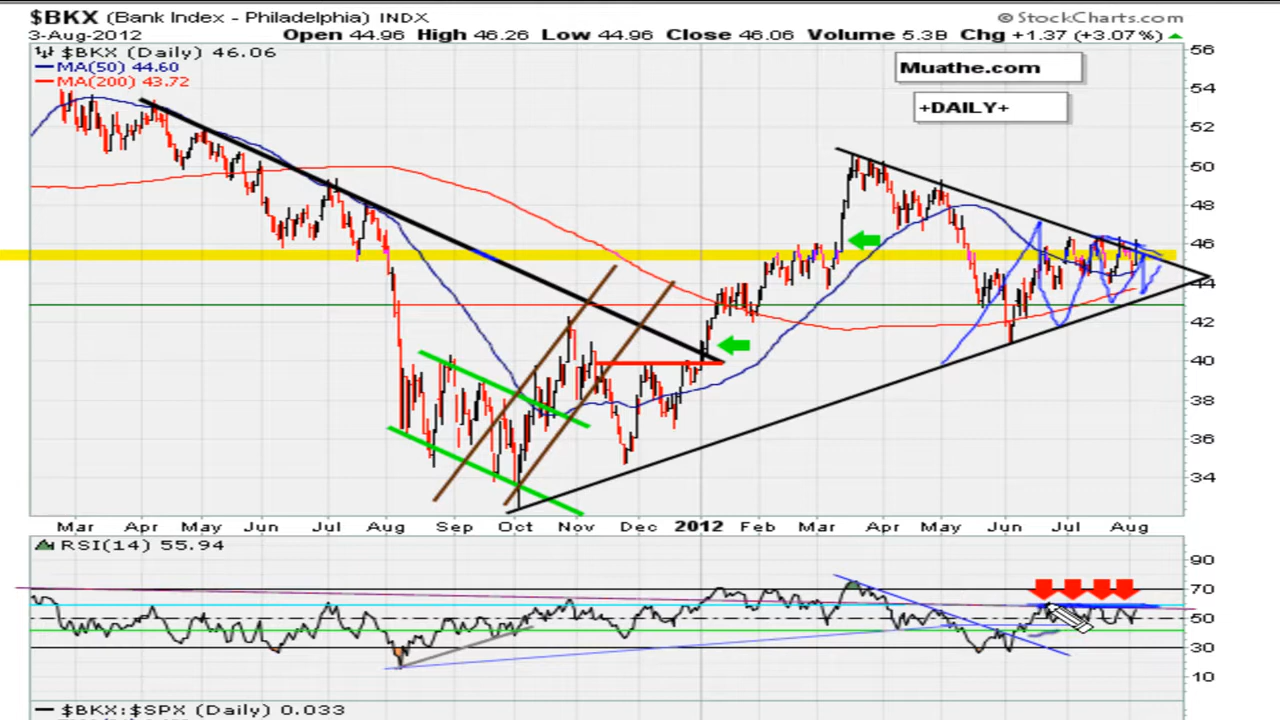 $BKX (Bank Index - Philadelphia) INDX © StockCharts.com
3-Aug-2012 Open 44.96 High 46.26 Low 44.96 Close 46.06 Volume 5.3B Chg +1.37 (+3.07%)
$BKX (Daily) 46.06
MA(50) 44.60
MA(200) 43.72
Muathe.com
+DAILY+
56
54
52
50
48
46
44
42
40
38
36
34
Mar Apr May Jun Jul Aug Sep Oct Nov Dec 2012 Feb Mar Apr May Jun Jul Aug
RSI(14) 55.94
90
70
50
30
10
$BKX:$SPX (Daily) 0.033